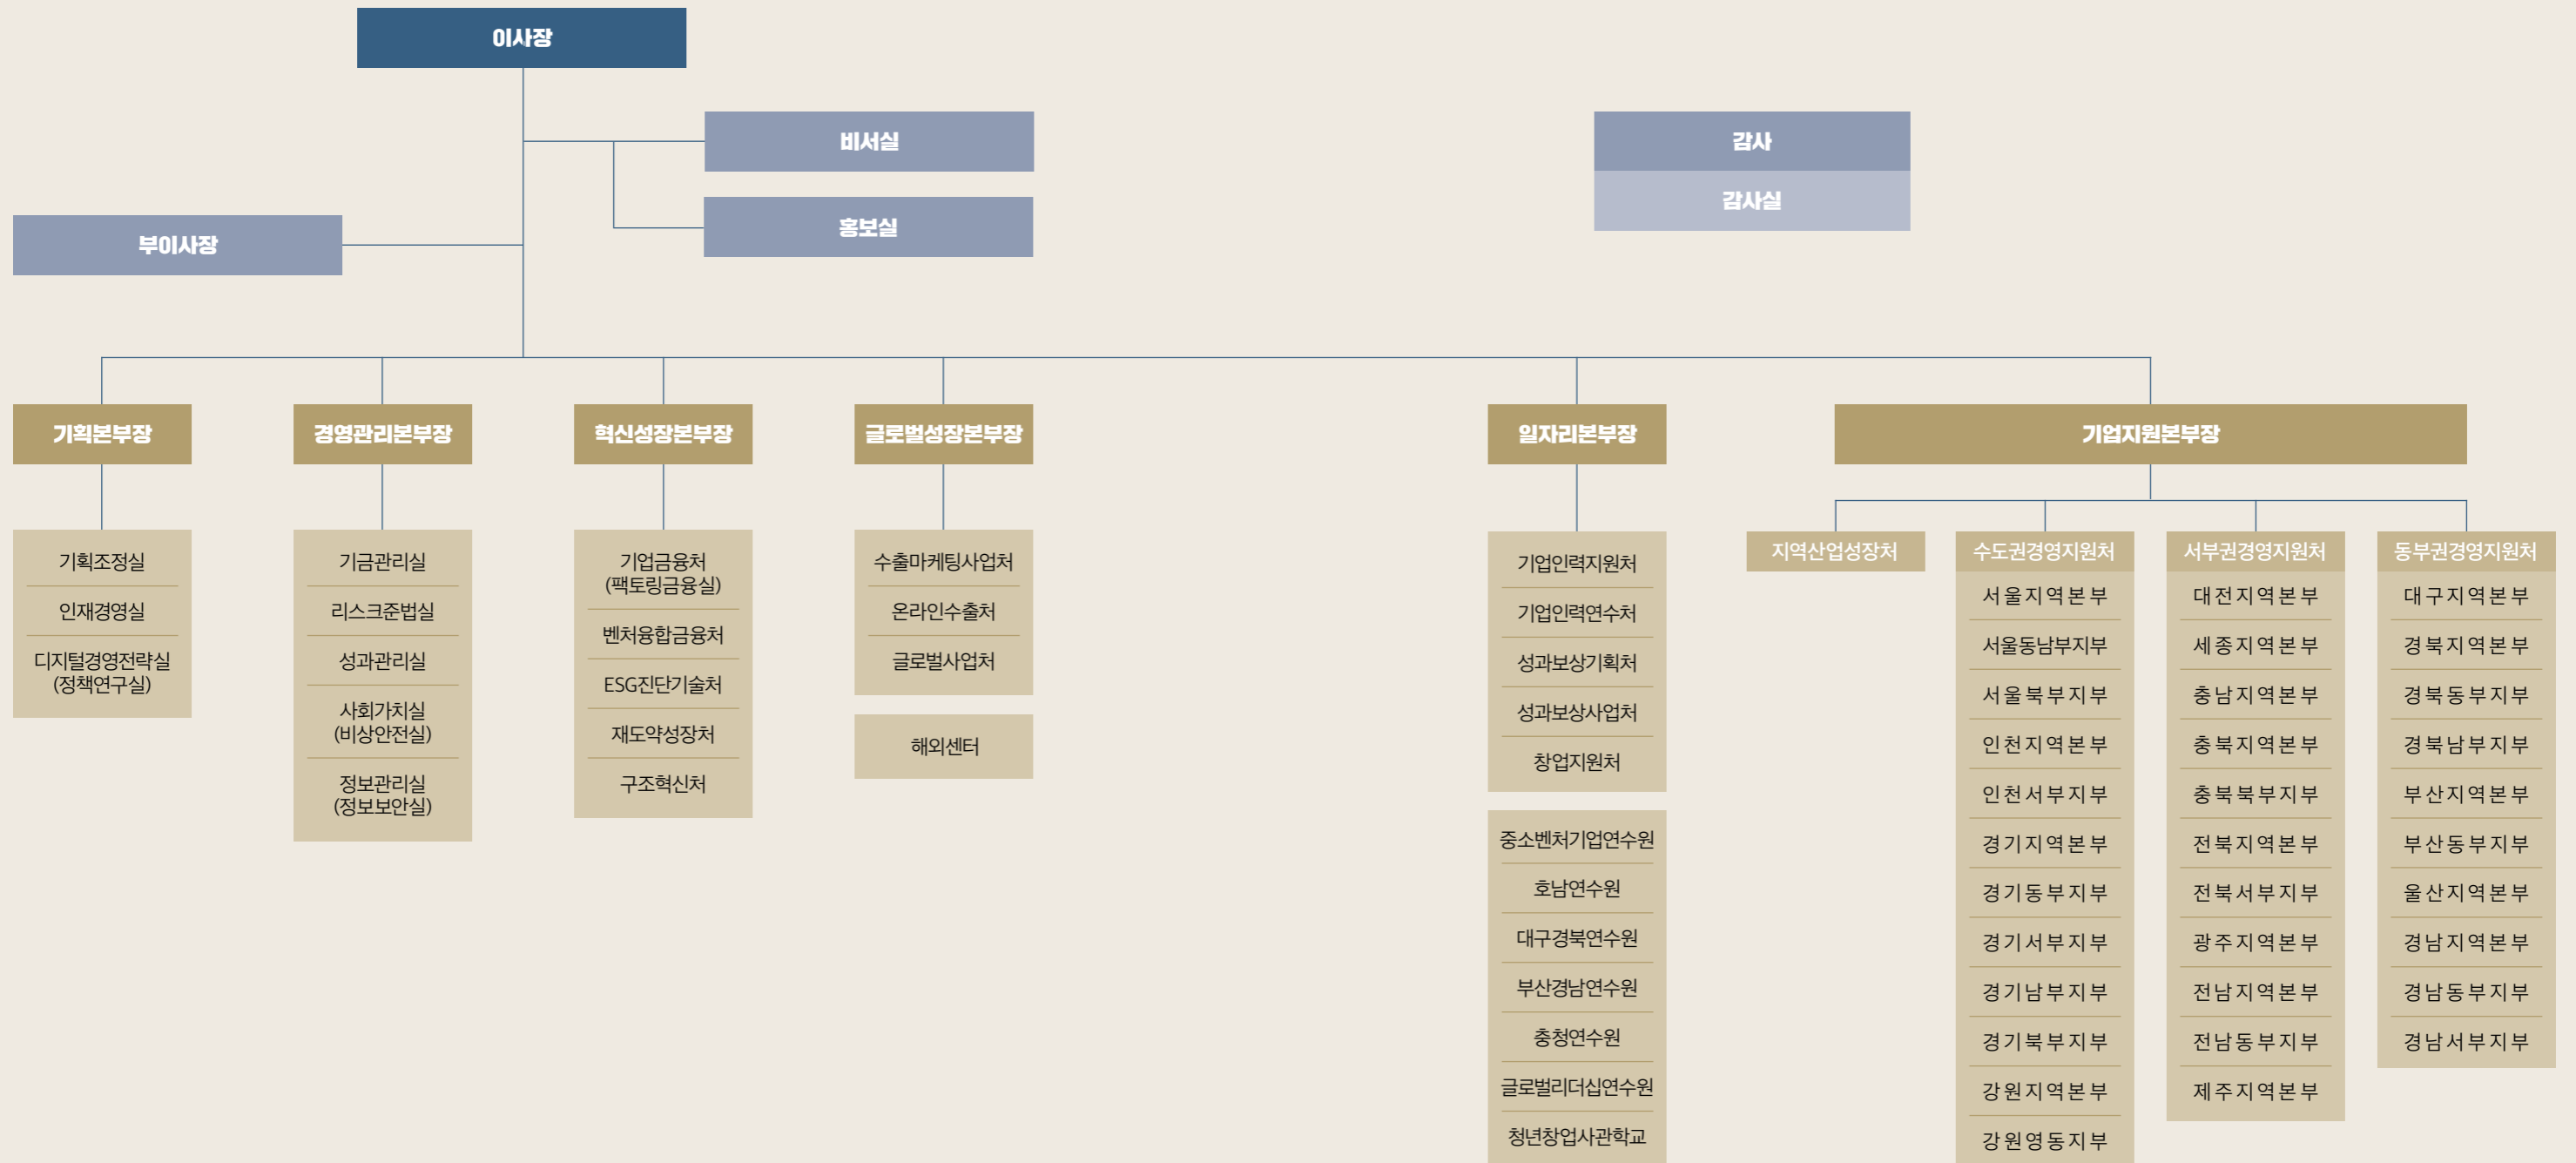 이사장
비서실
홍보실
부이사장
감사
감사실
기획본부장
기획조정실
인재경영실
디지털경영전략실
(정책연구실)
경영관리본부장
기금관리실
리스크준법실
성과관리실
사회가치실
(비상안전실)
정보관리실
(정보보안실)
혁신성장본부장
기업금융처
(팩토링금융실)
벤처융합금융처
ESG진단기술처
재도약성장처
구조혁신처
글로벌성장본부장
수출마케팅사업처
온라인수출처
글로벌사업처
해외센터
일자리본부장
기업인력지원처
기업인력연수처
성과보상기획처
성과보상사업처
창업지원처
중소벤처기업연수원
호남연수원
대구경북연수원
부산경남연수원
충청연수원
글로벌리더십연수원
청년창업사관학교
기업지원본부장
지역산업성장처
수도권경영지원처
서울지역본부
서울동남부지부
서울북부지부
인천지역본부
인천서부지부
경기지역본부
경기동부지부
경기서부지부
경기남부지부
경기북부지부
강원지역본부
강원영동지부
서부권경영지원처
대전지역본부
세종지역본부
충남지역본부
충북지역본부
충북북부지부
전북지역본부
전북서부지부
광주지역본부
전남지역본부
전남동부지부
제주지역본부
동부권경영지원처
대구지역본부
경북지역본부
경북동부지부
경북남부지부
부산지역본부
부산동부지부
울산지역본부
경남지역본부
경남동부지부
경남서부지부